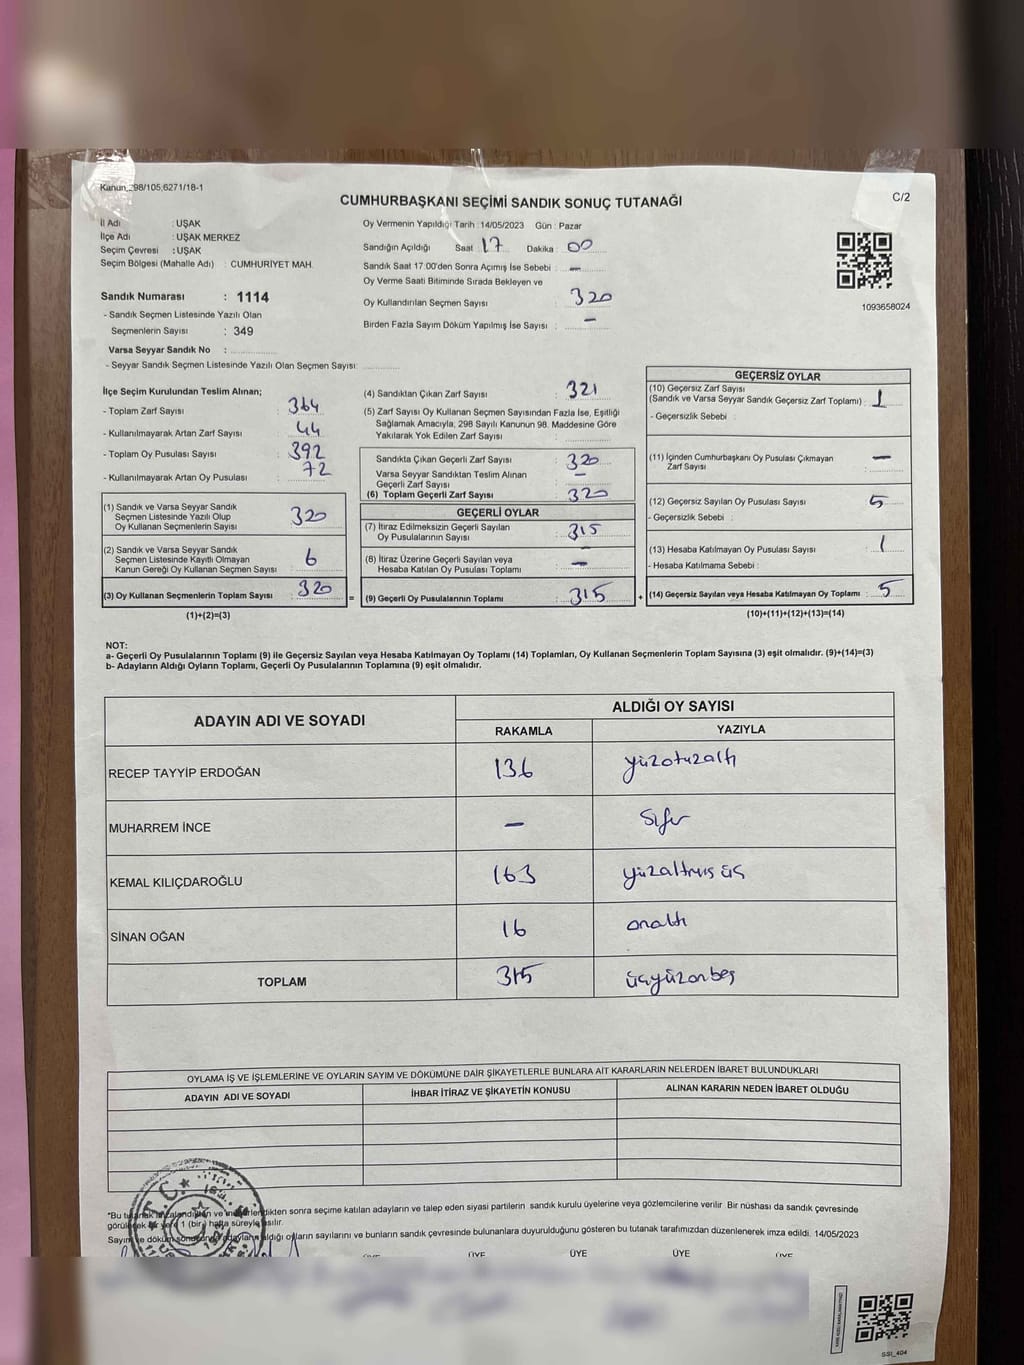 Kanun_298/105,6271/18-1
CUMHURBAŞKANI SEÇİMİ SANDIK SONUÇ TUTANAĞI
C/2
İl Adı : UŞAK
İlçe Adı : UŞAK MERKEZ
Seçim Çevresi : UŞAK
Seçim Bölgesi (Mahalle Adı) : CUMHURİYET MAH.
Sandık Numarası : 1114
- Sandık Seçmen Listesinde Yazılı Olan
Seçmenlerin Sayısı : 349
Varsa Seyyar Sandık No :
- Seyyar Sandık Seçmen Listesinde Yazılı Olan Seçmen Sayısı:
Oy Vermenin Yapıldığı Tarih :14/05/2023 Gün : Pazar
Sandığın Açıldığı Saat 17 Dakika : 00
Sandık Saat 17:00'den Sonra Açımış İse Sebebi : —
Oy Verme Saati Bitiminde Sırada Bekleyen ve
Oy Kullandırılan Seçmen Sayısı : 320
Birden Fazla Sayım Döküm Yapılmış İse Sayısı : —
1093658024
İlçe Seçim Kurulundan Teslim Alınan;
- Toplam Zarf Sayısı : 364
- Kullanılmayarak Artan Zarf Sayısı : 44
- Toplam Oy Pusulası Sayısı : 392
- Kullanılmayarak Artan Oy Pusulası : 72
(1) Sandık ve Varsa Seyyar Sandık
Seçmen Listesinde Yazılı Olup
Oy Kullanan Seçmenlerin Sayısı : 320
(2) Sandık ve Varsa Seyyar Sandık
Seçmen Listesinde Kayıtlı Olmayan
Kanun Gereği Oy Kullanan Seçmen Sayısı : 6
(3) Oy Kullanan Seçmenlerin Toplam Sayısı : 320
(1)+(2)=(3)
(4) Sandıktan Çıkan Zarf Sayısı : 321
(5) Zarf Sayısı Oy Kullanan Seçmen Sayısından Fazla İse, Eşitliği
Sağlamak Amacıyla, 298 Sayılı Kanunun 98. Maddesine Göre
Yakılarak Yok Edilen Zarf Sayısı :
Sandıkta Çıkan Geçerli Zarf Sayısı : 320
Varsa Seyyar Sandıktan Teslim Alınan
Geçerli Zarf Sayısı : —
(6) Toplam Geçerli Zarf Sayısı : 320
GEÇERLİ OYLAR
(7) İtiraz Edilmeksizin Geçerli Sayılan
Oy Pusulalarının Sayısı : 315
(8) İtiraz Üzerine Geçerli Sayılan veya
Hesaba Katılan Oy Pusulası Toplamı : —
= (9) Geçerli Oy Pusulalarının Toplamı : 315
GEÇERSİZ OYLAR
(10) Geçersiz Zarf Sayısı
(Sandık ve Varsa Seyyar Sandık Geçersiz Zarf Toplamı) : 1
- Geçersizlik Sebebi :
(11) İçinden Cumhurbaşkanı Oy Pusulası Çıkmayan
Zarf Sayısı : —
(12) Geçersiz Sayılan Oy Pusulası Sayısı : 5
- Geçersizlik Sebebi :
(13) Hesaba Katılmayan Oy Pusulası Sayısı : 1
- Hesaba Katılmama Sebebi :
+ (14) Geçersiz Sayılan veya Hesaba Katılmayan Oy Toplamı : 5
(10)+(11)+(12)+(13)=(14)
NOT:
a- Geçerli Oy Pusulalarının Toplamı (9) ile Geçersiz Sayılan veya Hesaba Katılmayan Oy Toplamı (14) Toplamları, Oy Kullanan Seçmenlerin Toplam Sayısına (3) eşit olmalıdır. (9)+(14)=(3)
b- Adayların Aldığı Oyların Toplamı, Geçerli Oy Pusulalarının Toplamına (9) eşit olmalıdır.
ADAYIN ADI VE SOYADI
ALDIĞI OY SAYISI
RAKAMLA YAZIYLA
RECEP TAYYİP ERDOĞAN 136 yüzotuzaltı
MUHARREM İNCE — Sıfır
KEMAL KILIÇDAROĞLU 163 yüzaltmış üç
SİNAN OĞAN 16 onaltı
TOPLAM 315 üçyüzonbeş
OYLAMA İŞ VE İŞLEMLERİNE VE OYLARIN SAYIM VE DÖKÜMÜNE DAİR ŞİKAYETLERLE BUNLARA AİT KARARLARIN NELERDEN İBARET BULUNDUKLARI
ADAYIN ADI VE SOYADI İHBAR İTİRAZ VE ŞİKAYETİN KONUSU ALINAN KARARIN NEDEN İBARET OLDUĞU
T.C.
*Bu sonra seçime katılan adayların ve talep eden siyasi partilerin sandık kurulu üyelerine veya gözlemcilerine verilir. Bir nüshası da sandık çevresinde
1 (bir) hafta süreyle asılır.
Sayım ve döküm aldığı oyların sayılarını ve bunların sandık çevresinde bulunanlara duyurulduğunu gösteren bu tutanak tarafımızdan düzenlenerek imza edildi. 14/05/2023
ÜYE ÜYE ÜYE ÜYE ÜYE
SSI_404